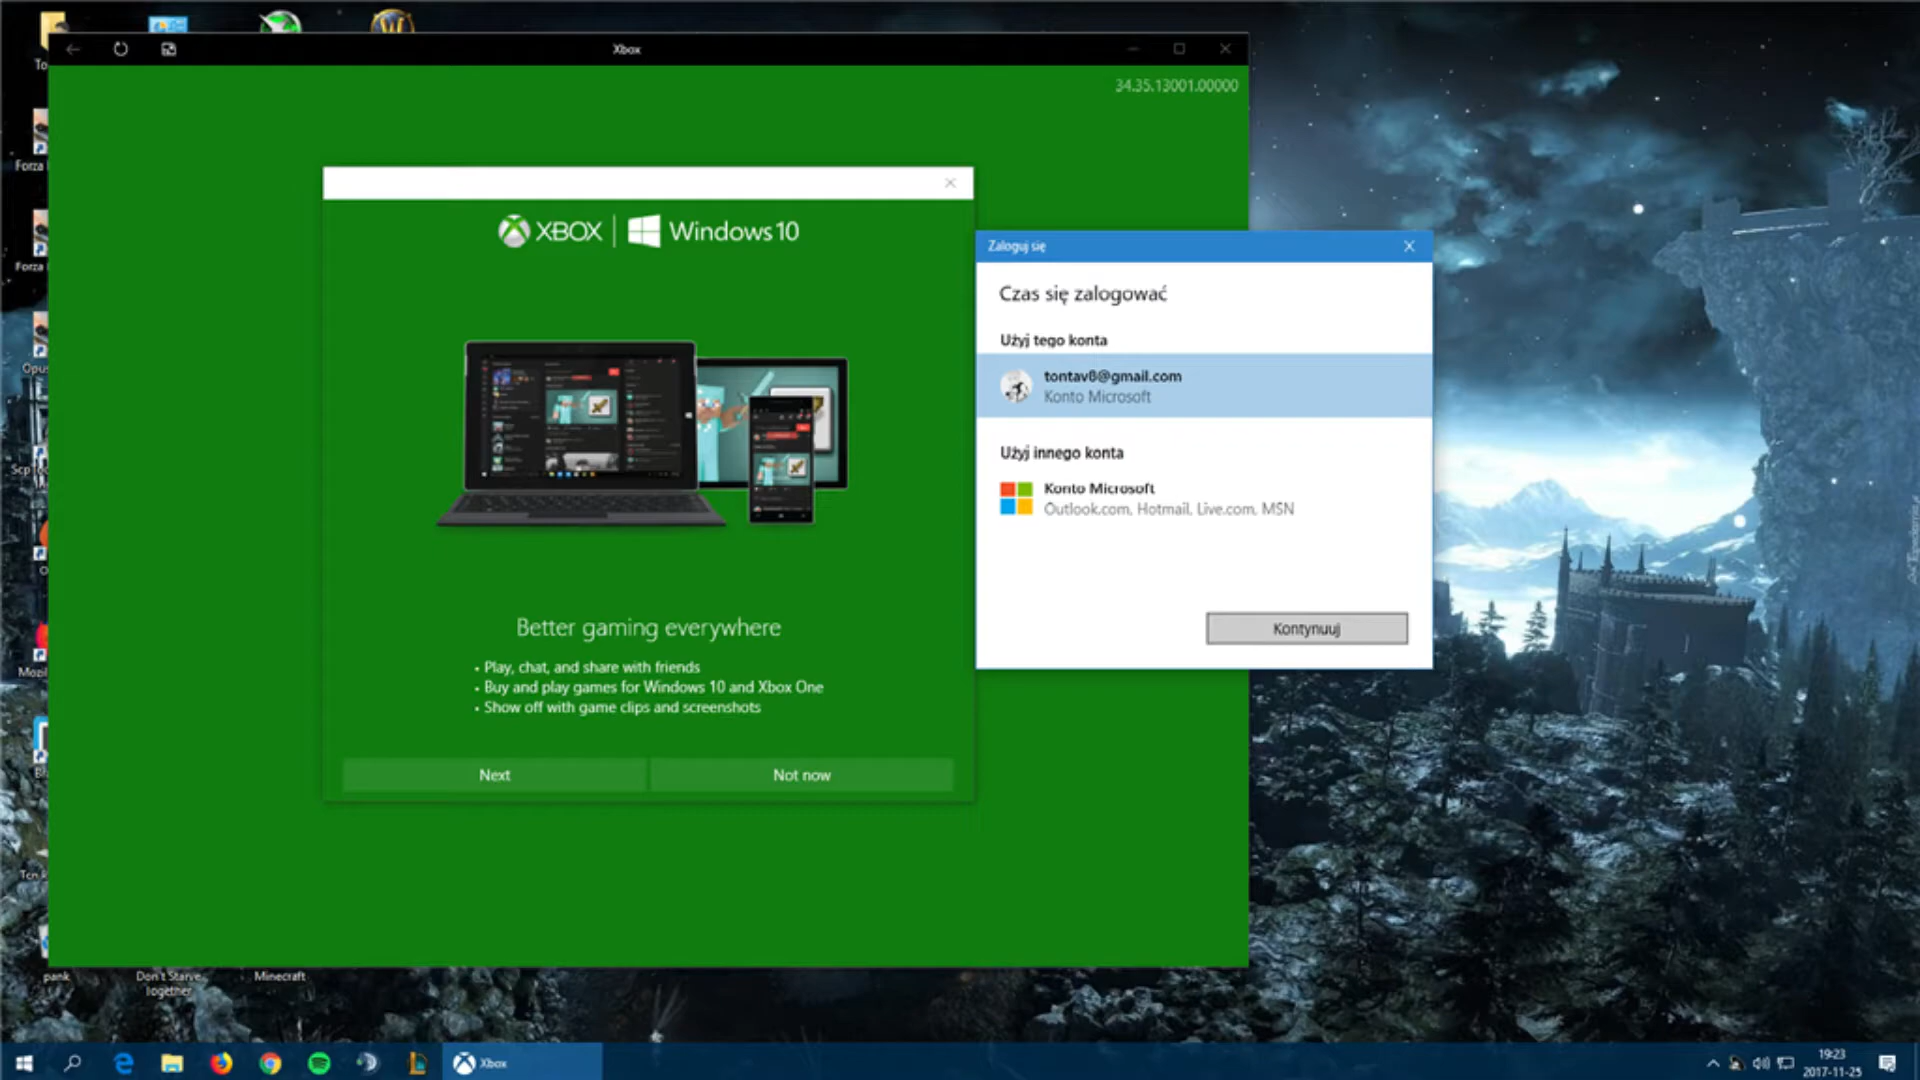 Xbox
34.35.13001.00000
XBOX | Windows 10
Better gaming everywhere
• Play, chat, and share with friends
• Buy and play games for Windows 10 and Xbox One
• Show off with game clips and screenshots
Next
Not now
Zaloguj się
Czas się zalogować
Użyj tego konta
tontav8@gmail.com
Konto Microsoft
Użyj innego konta
Konto Microsoft
Outlook.com, Hotmail, Live.com, MSN
Kontynuuj
Forza
Forza
pank
Don't Starve
Together
Minecraft
Xbox
19:23
2017-11-25